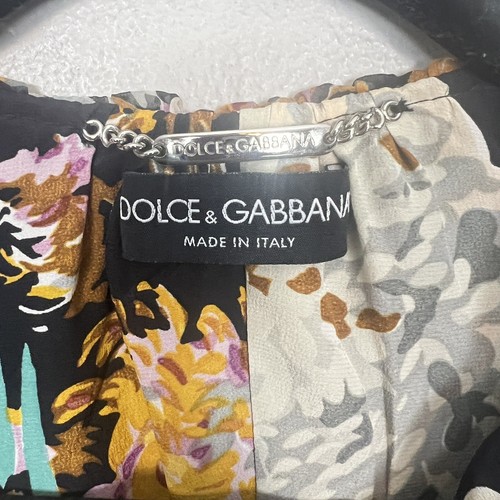 DOLCE&GABBANA
DOLCE & GABBANA
MADE IN ITALY